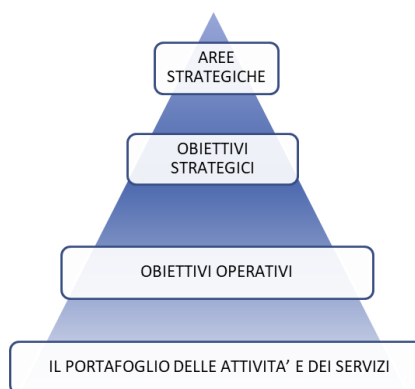 AREE
STRATEGICHE
OBIETTIVI
STRATEGICI
OBIETTIVI OPERATIVI
IL PORTAFOGLIO DELLE ATTIVITA’ E DEI SERVIZI